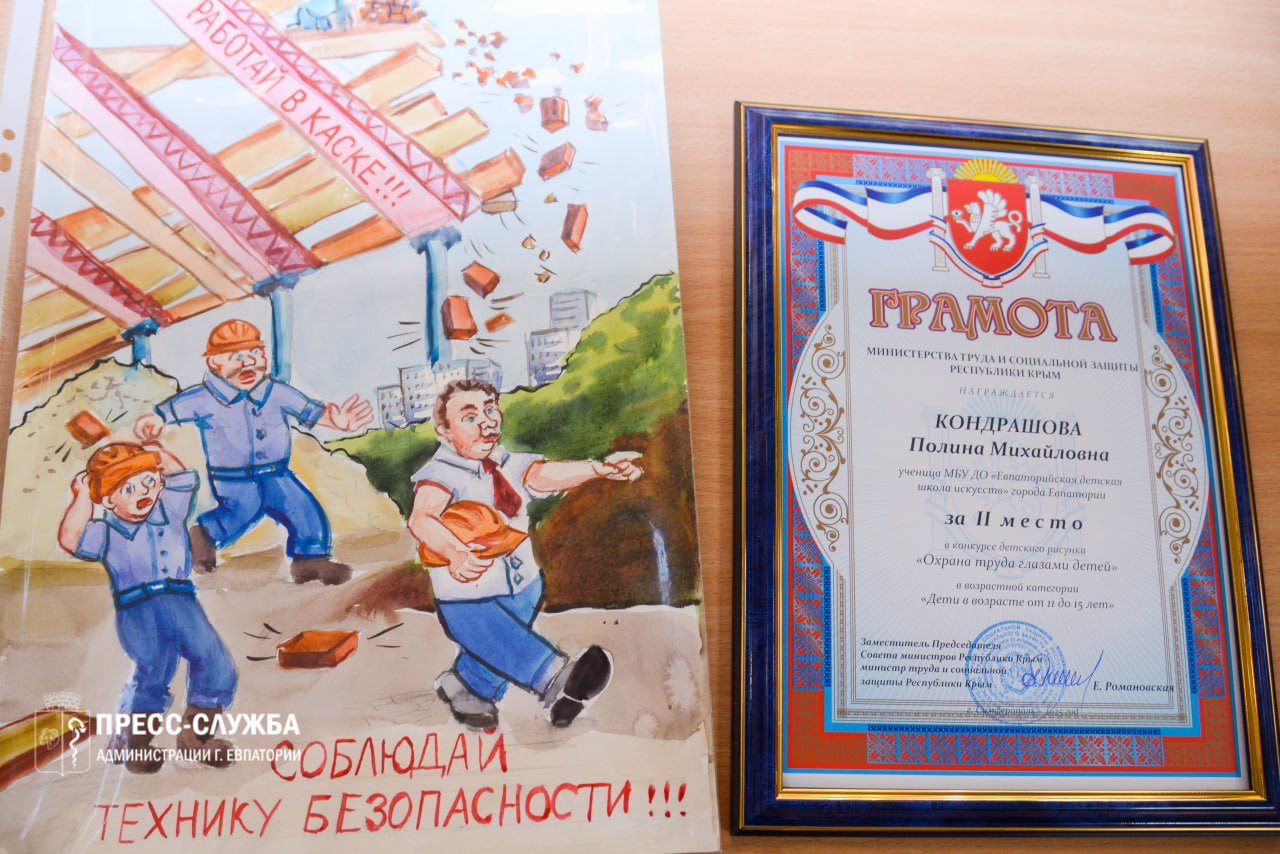 РАБОТАЙ В КАСКЕ!!!
СОБЛЮДАЙ
ТЕХНИКУ БЕЗОПАСНОСТИ!!!
ПРЕСС-СЛУЖБА
АДМИНИСТРАЦИИ Г. ЕВПАТОРИИ
ГРАМОТА
МИНИСТЕРСТВА ТРУДА И СОЦИАЛЬНОЙ ЗАЩИТЫ
РЕСПУБЛИКИ КРЫМ
НАГРАЖДАЕТСЯ
КОНДРАШОВА
Полина Михайловна
ученица МБУ ДО «Евпаторийская детская
школа искусств» города Евпатории
за II место
в конкурсе детского рисунка
«Охрана труда глазами детей»
в возрастной категории
«Дети в возрасте от 11 до 15 лет»
Заместитель Председателя
Совета министров Республики Крым
министр труда и социальной
защиты Республики Крым
Е. Романовская